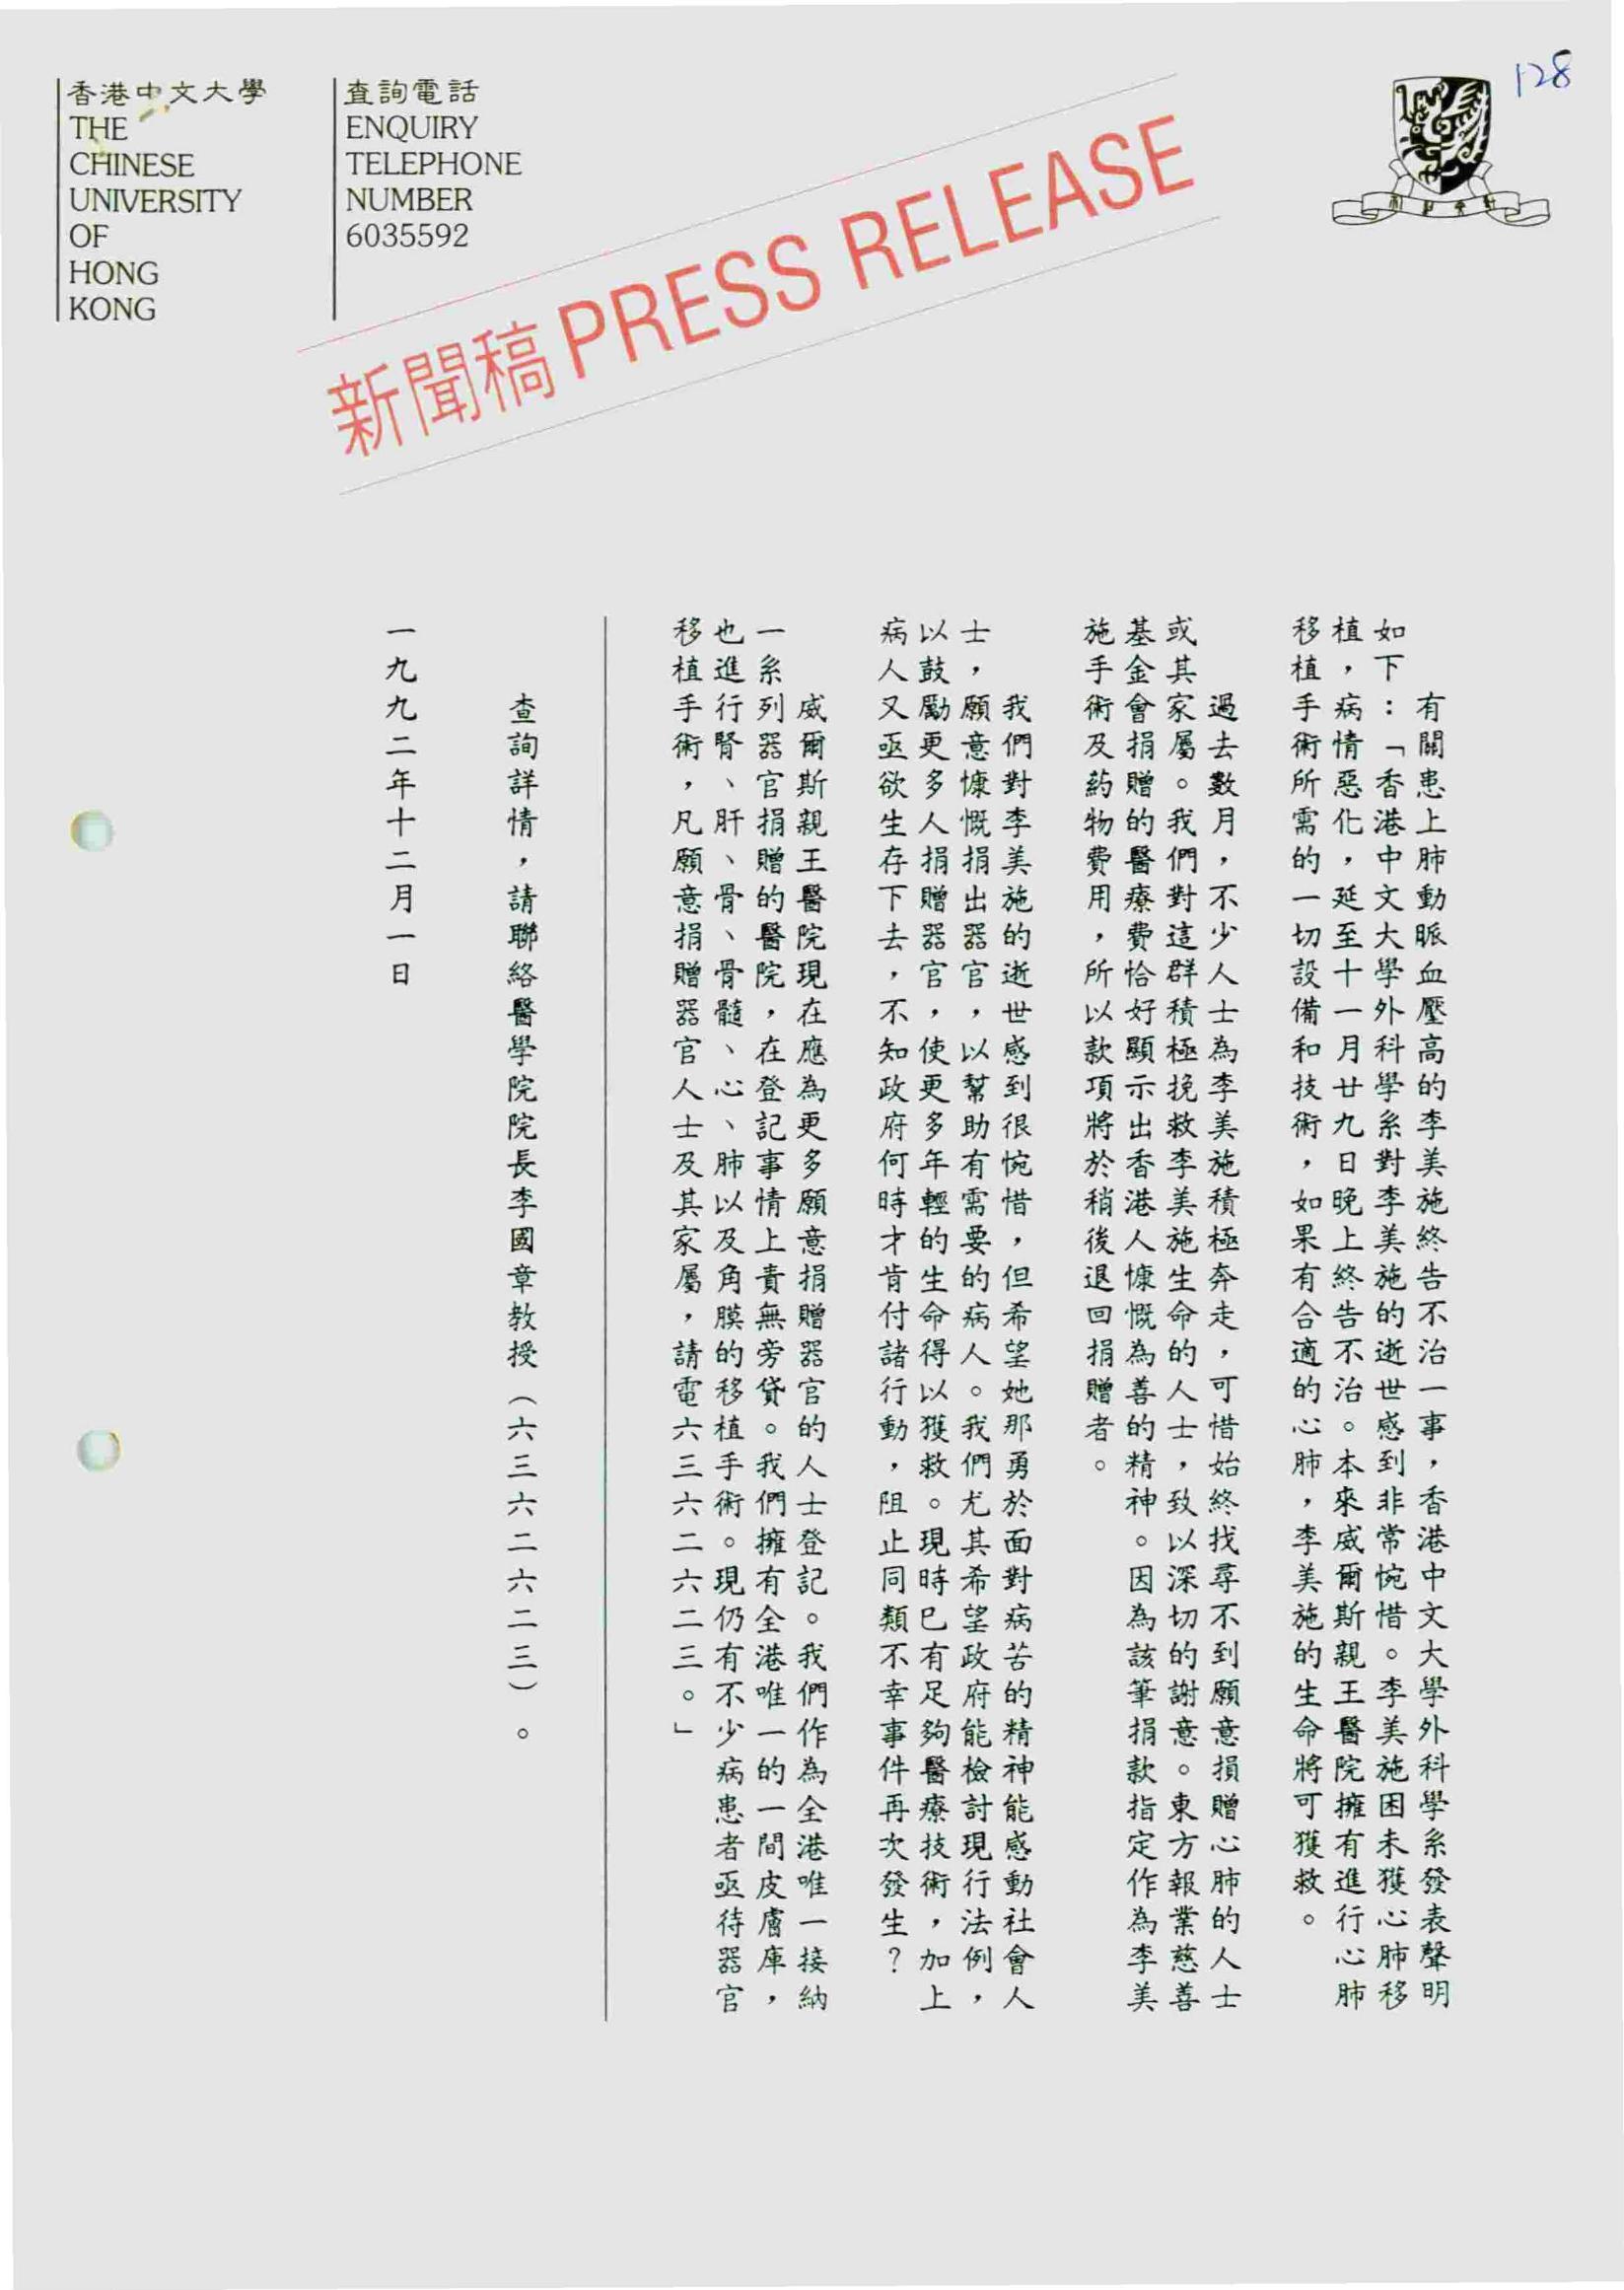 香港中文大學
THE
CHINESE
UNIVERSITY
OF
HONG
KONG
查詢電話
ENQUIRY
TELEPHONE
NUMBER
6035592
128
新聞稿 PRESS RELEASE
有關患上肺動脈血壓高的李美施終告不治一事，香港中文大學外科學系發表聲明
如下：「香港中文大學外科學系對李美施的逝世感到非常惋惜。李美施因未獲心肺移
植，病情惡化，延至十一月廿九日晚上終告不治。本來威爾斯親王醫院擁有進行心肺
移植手術所需的一切設備和技術，如果有合適的心肺，李美施的生命將可獲救。
過去數月，不少人士為李美施積極奔走，可惜始終找尋不到願意損贈心肺的人士
或其家屬。我們對這群積極挽救李美施生命的人士，致以深切的謝意。東方報業慈善
基金會捐贈的醫療費恰好顯示出香港人慷慨為善的精神。因為該筆捐款指定作為李美
施手術及葯物費用，所以款項將於稍後退回捐贈者。
我們對李美施的逝世感到很惋惜，但希望她那勇於面對病苦的精神能感動社會人
士，願意慷慨捐出器官，以幫助有需要的病人。我們尤其希望政府能檢討現行法例，
以鼓勵更多人捐贈器官，使更多年輕的生命得以獲救。現時已有足夠醫療技術，加上
病人又亟欲生存下去，不知政府何時才肯付諸行動，阻止同類不幸事件再次發生？
威爾斯親王醫院現在應為更多願意捐贈器官的人士登記。我們作為全港唯一接納
一系列器官捐贈的醫院，在登記事情上責無旁貸。我們擁有全港唯一的一間皮膚庫，
也進行腎、肝、骨、骨髓、心、肺以及角膜的移植手術。現仍有不少病患者亟待器官
移植手術，凡願意捐贈器官人士及其家屬，請電六三六二六二三。」
查詢詳情，請聯絡醫學院院長李國章教授（六三六二六二三）。
一九九二年十二月一日